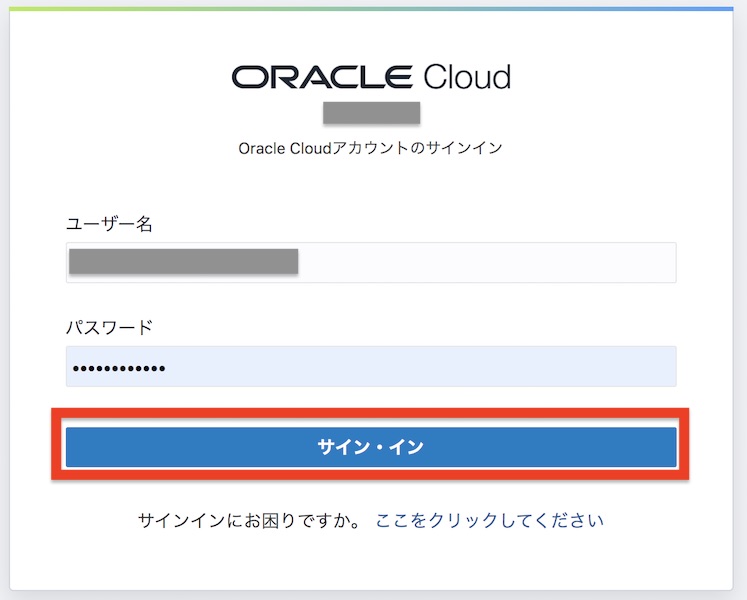 ORACLE Cloud
Oracle Cloudアカウントのサインイン
ユーザー名
パスワード
••••••••••••
サイン・イン
サインインにお困りですか。 ここをクリックしてください